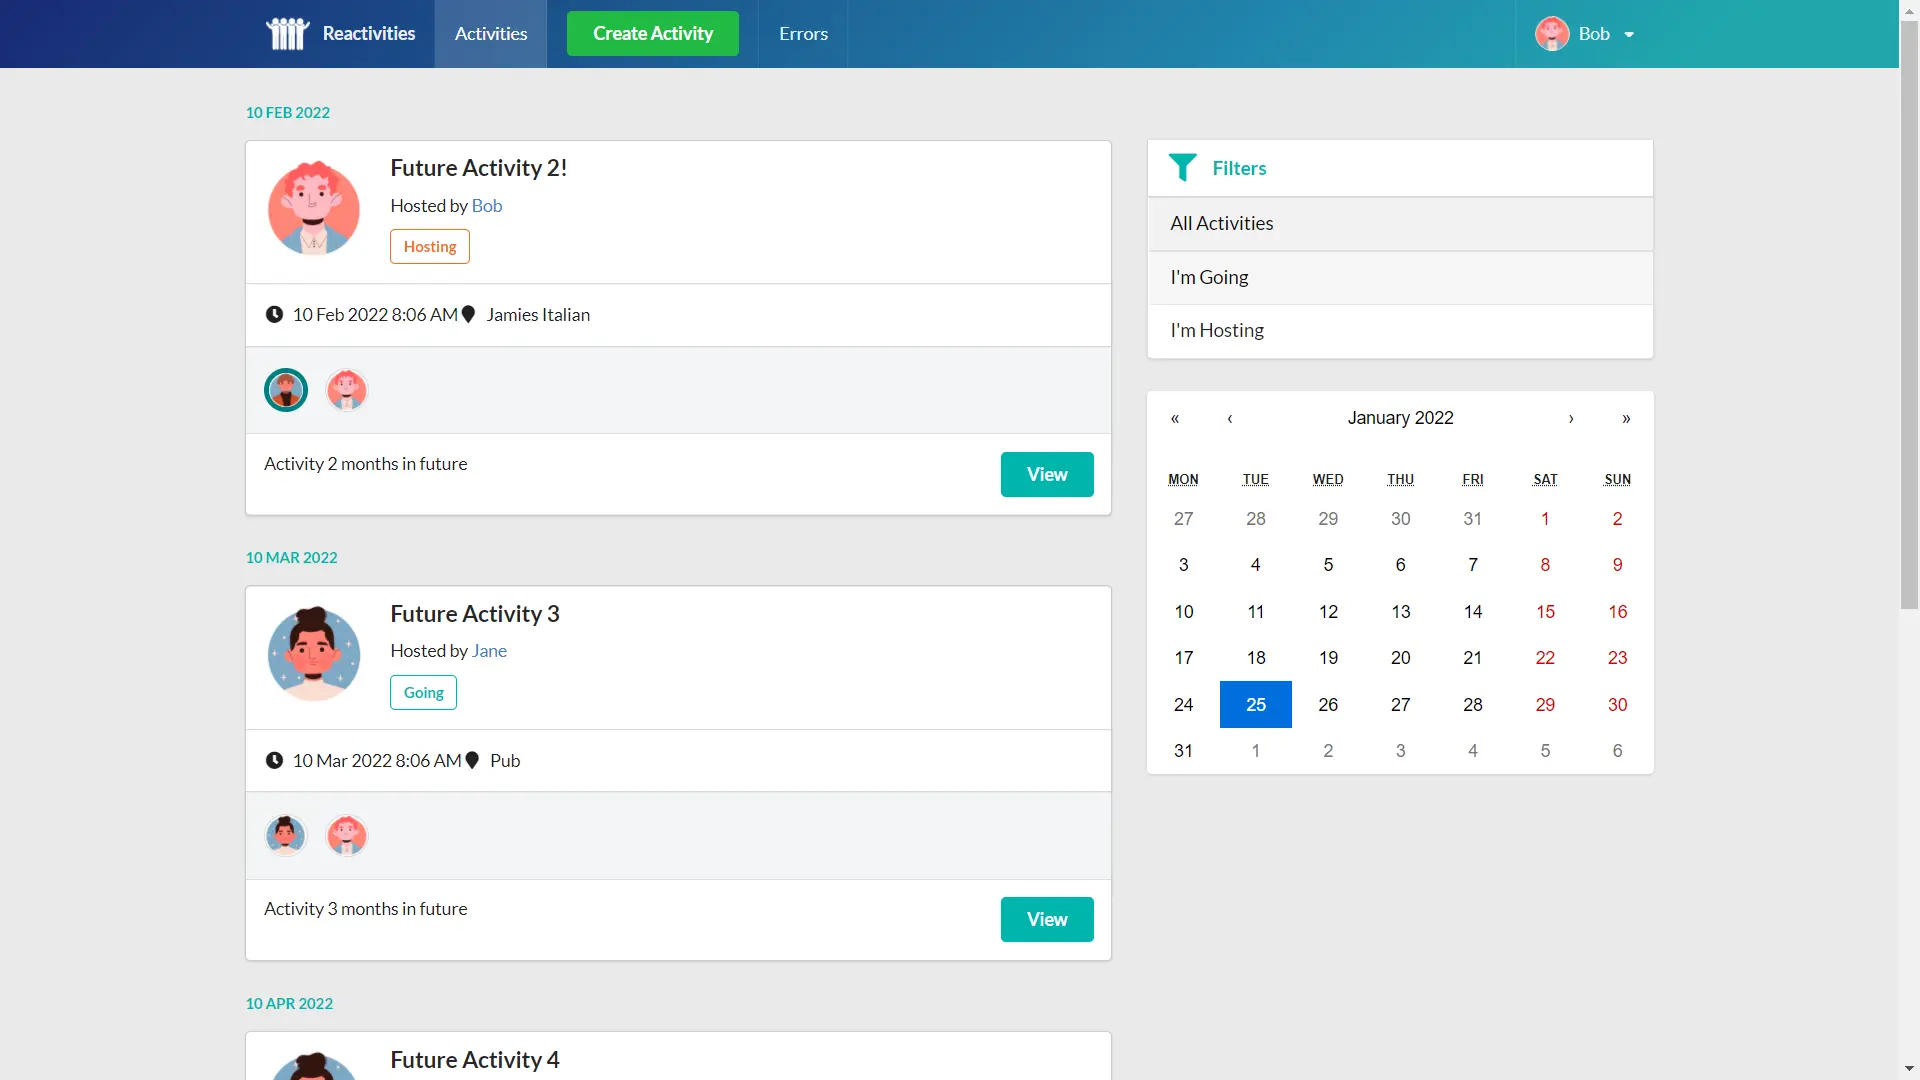 Reactivities
Activities
Create Activity
Errors
Bob
10 FEB 2022
Future Activity 2!
Hosted by Bob
Hosting
10 Feb 2022 8:06 AM Jamies Italian
Activity 2 months in future
View
10 MAR 2022
Future Activity 3
Hosted by Jane
Going
10 Mar 2022 8:06 AM Pub
Activity 3 months in future
View
10 APR 2022
Future Activity 4
Filters
All Activities
I'm Going
I'm Hosting
« ‹ January 2022 › »
MON TUE WED THU FRI SAT SUN
27 28 29 30 31 1 2
3 4 5 6 7 8 9
10 11 12 13 14 15 16
17 18 19 20 21 22 23
24 25 26 27 28 29 30
31 1 2 3 4 5 6